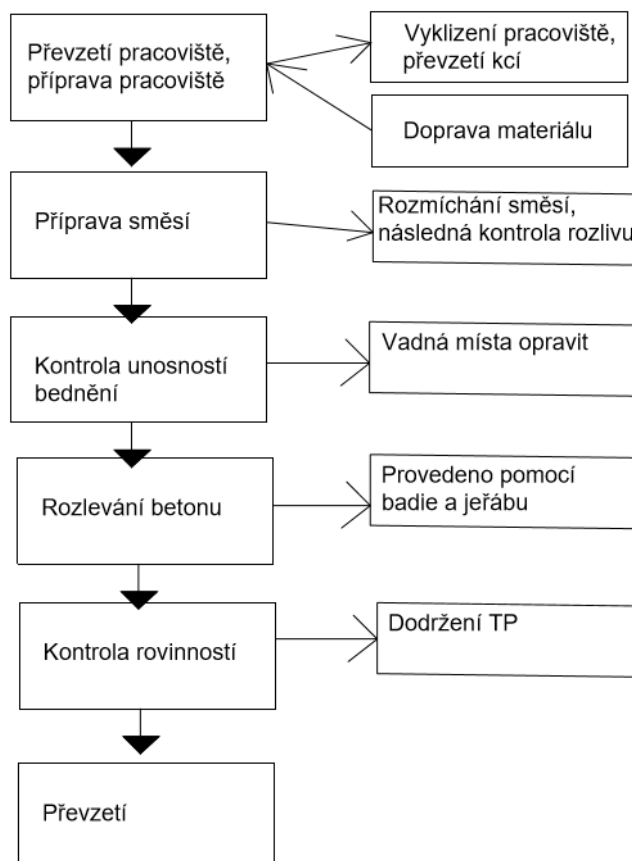 Převzetí pracoviště,
příprava pracoviště
Vyklizení pracoviště,
převzetí kcí
Doprava materiálu
Příprava směsí
Rozmíchání směsí,
následná kontrola rozlivu
Kontrola unosností
bednění
Vadná místa opravit
Rozlevání betonu
Provedeno pomocí
badie a jeřábu
Kontrola rovinností
Dodržení TP
Převzetí